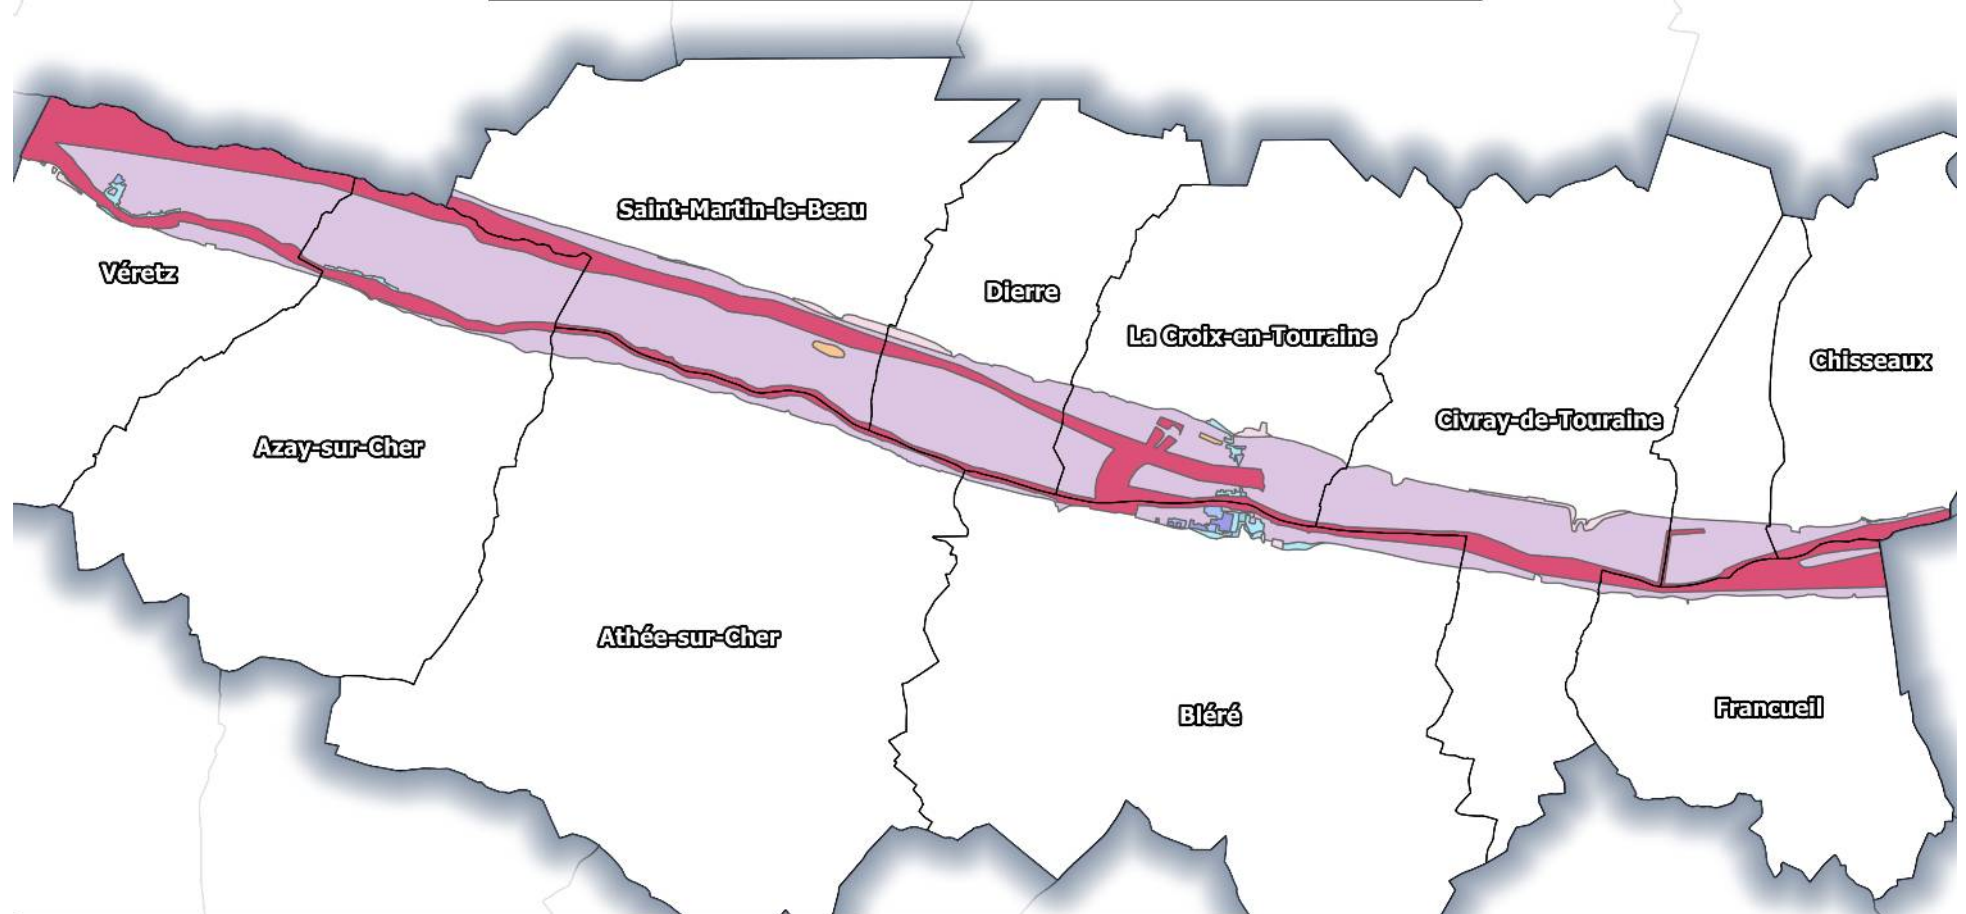 Saint-Martin-le-Beau
Véretz
Dierre
La Croix-en-Touraine
Chisseaux
Civray-de-Touraine
Azay-sur-Cher
Athée-sur-Cher
Bléré
Francueil